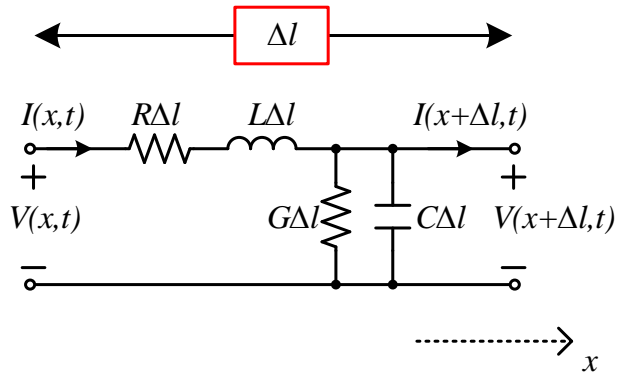 Δl
I(x,t) RΔl LΔl I(x+Δl,t)
+ +
V(x,t) GΔl CΔl V(x+Δl,t)
− −
x